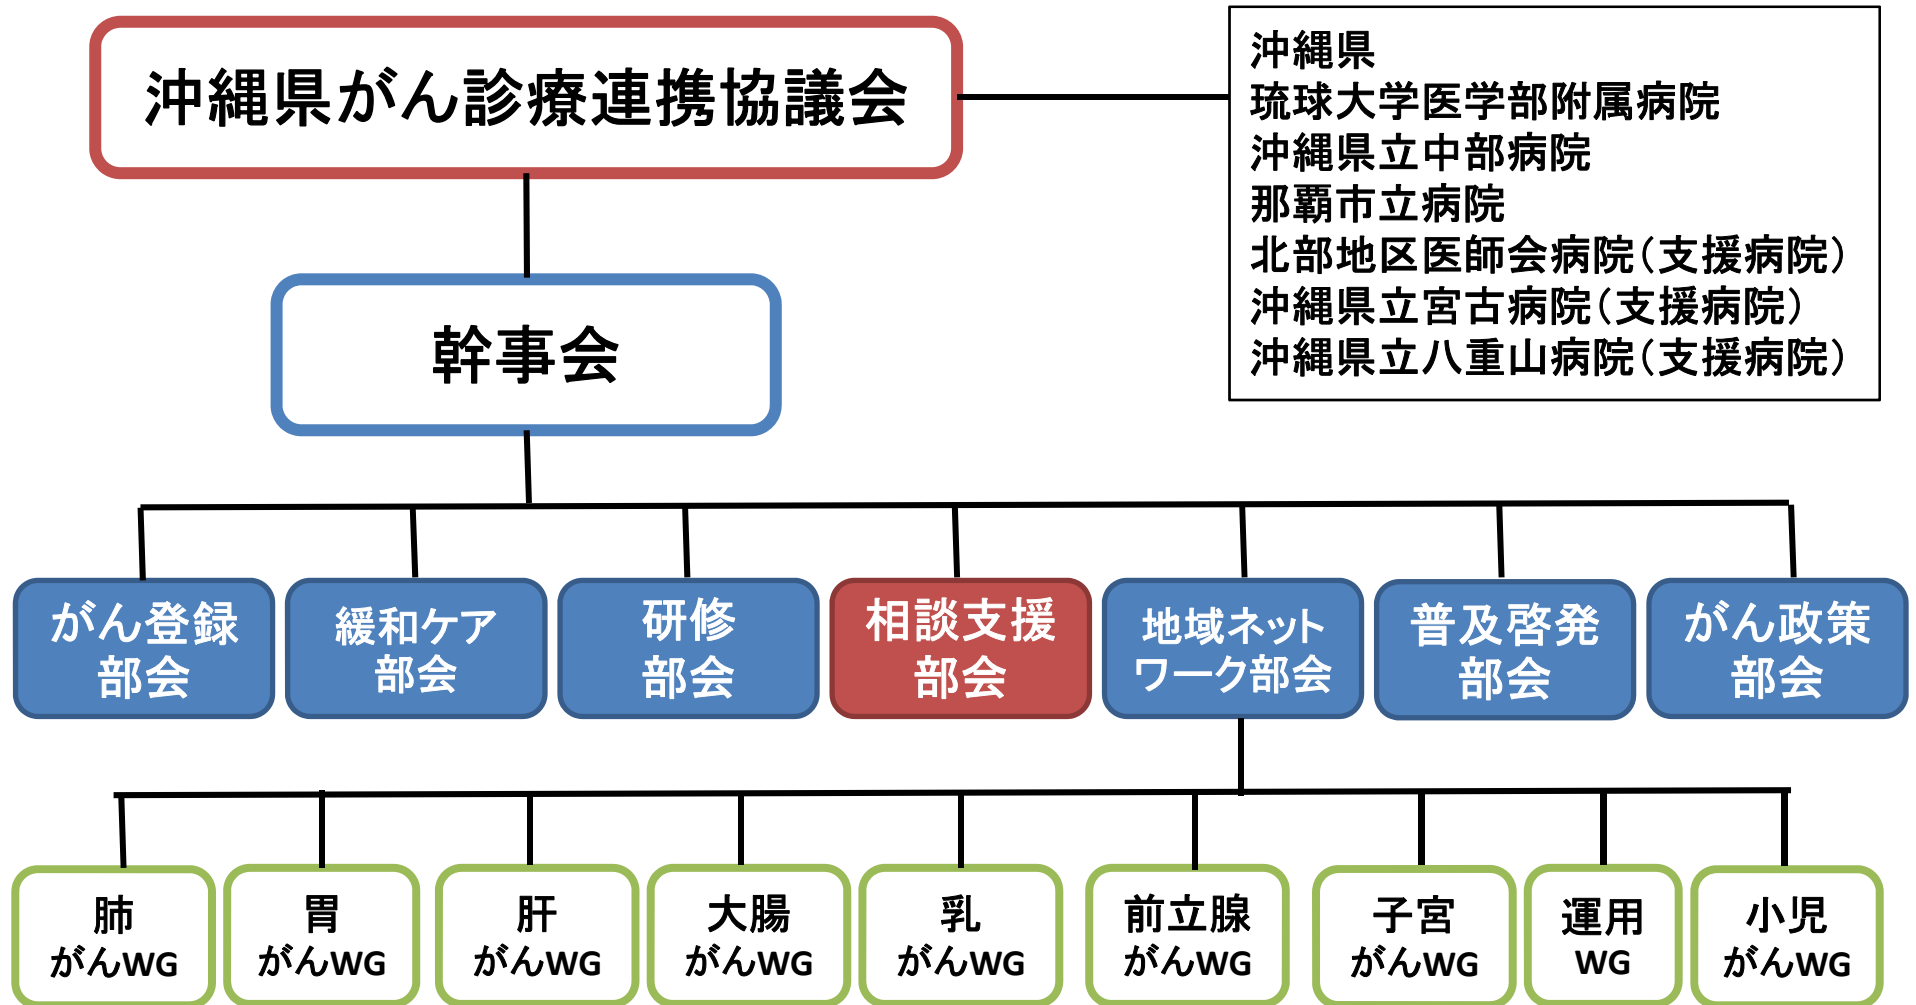 沖縄県がん診療連携協議会
沖縄県
琉球大学医学部附属病院
沖縄県立中部病院
那覇市立病院
北部地区医師会病院(支援病院)
沖縄県立宮古病院(支援病院)
沖縄県立八重山病院(支援病院)
幹事会
がん登録
部会
緩和ケア
部会
研修
部会
相談支援
部会
地域ネット
ワーク部会
普及啓発
部会
がん政策
部会
肺
がんWG
胃
がんWG
肝
がんWG
大腸
がんWG
乳
がんWG
前立腺
がんWG
子宮
がんWG
運用
WG
小児
がんWG